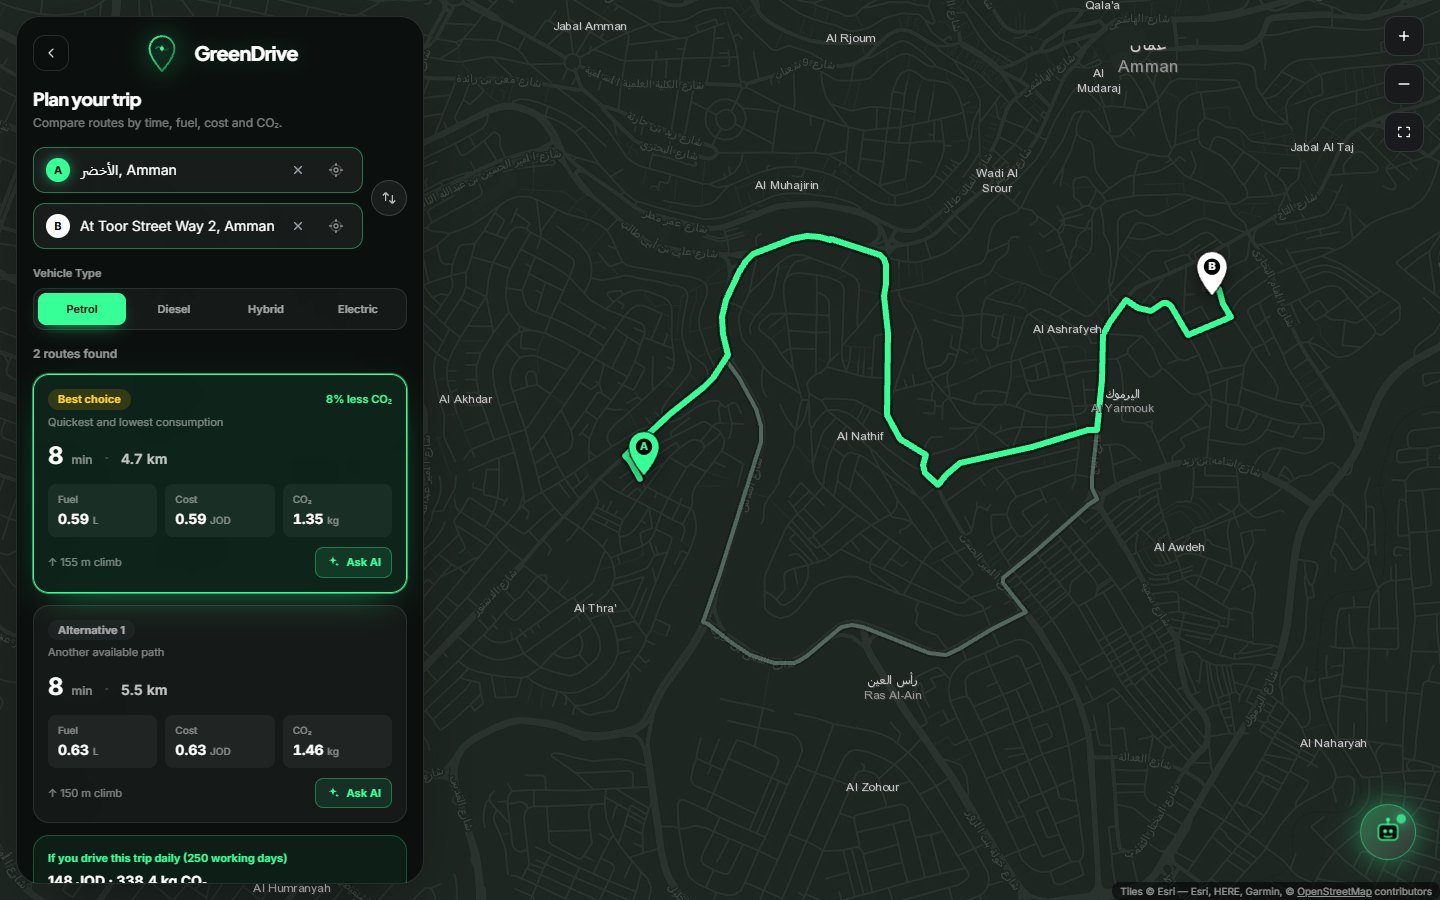 GreenDrive
Plan your trip
Compare routes by time, fuel, cost and CO₂.
A الأخضر, Amman
B At Toor Street Way 2, Amman
Vehicle Type
Petrol Diesel Hybrid Electric
2 routes found
Best choice 8% less CO₂
Quickest and lowest consumption
8 min · 4.7 km
Fuel Cost CO₂
0.59 L 0.59 JOD 1.35 kg
↑ 155 m climb Ask AI
Alternative 1
Another available path
8 min · 5.5 km
Fuel Cost CO₂
0.63 L 0.63 JOD 1.46 kg
↑ 150 m climb Ask AI
If you drive this trip daily (250 working days)
148 JOD · 338.4 kg CO₂
Qala'a
Jabal Amman
Al Rjoum
عمان
Amman
Al
Mudaraj
Jabal Al Taj
Wadi Al
Srour
Al Muhajirin
B
Al Ashrafyeh
Al Akhdar
اليرموك
Al Yarmouk
Al Nathif
A
Al Awdeh
Al Thra'
رأس العين
Ras Al-Ain
Al Naharyah
Al Zohour
Al Humranyah
Tiles © Esri — Esri, HERE, Garmin, © OpenStreetMap contributors